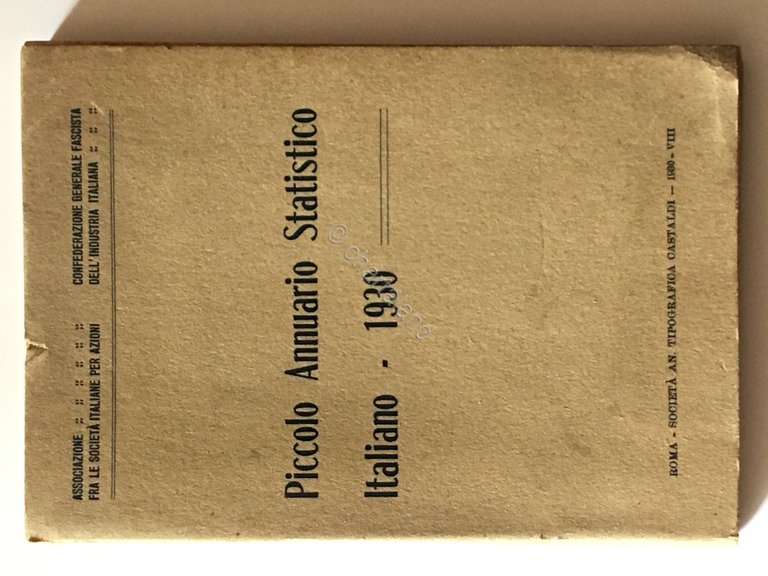 ASSOCIAZIONE :: :: :: :: :: ::
FRA LE SOCIETÀ ITALIANE PER AZIONI
CONFEDERAZIONE GENERALE FASCISTA
DELL'INDUSTRIA ITALIANA :: :: ::
Piccolo Annuario Statistico
Italiano - 1930
ROMA - SOCIETÀ AN. TIPOGRAFICA CASTALDI — 1930 - VIII